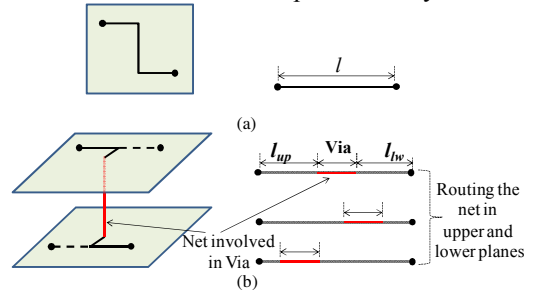 l
(a)
l_up Via l_lw
Routing the
net in
upper and
lower planes
Net involved
in Via
(b)